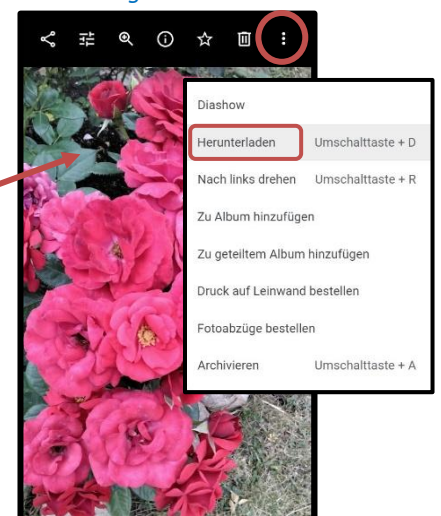 Diashow
Herunterladen Umschalttaste + D
Nach links drehen Umschalttaste + R
Zu Album hinzufügen
Zu geteiltem Album hinzufügen
Druck auf Leinwand bestellen
Fotoabzüge bestellen
Archivieren Umschalttaste + A